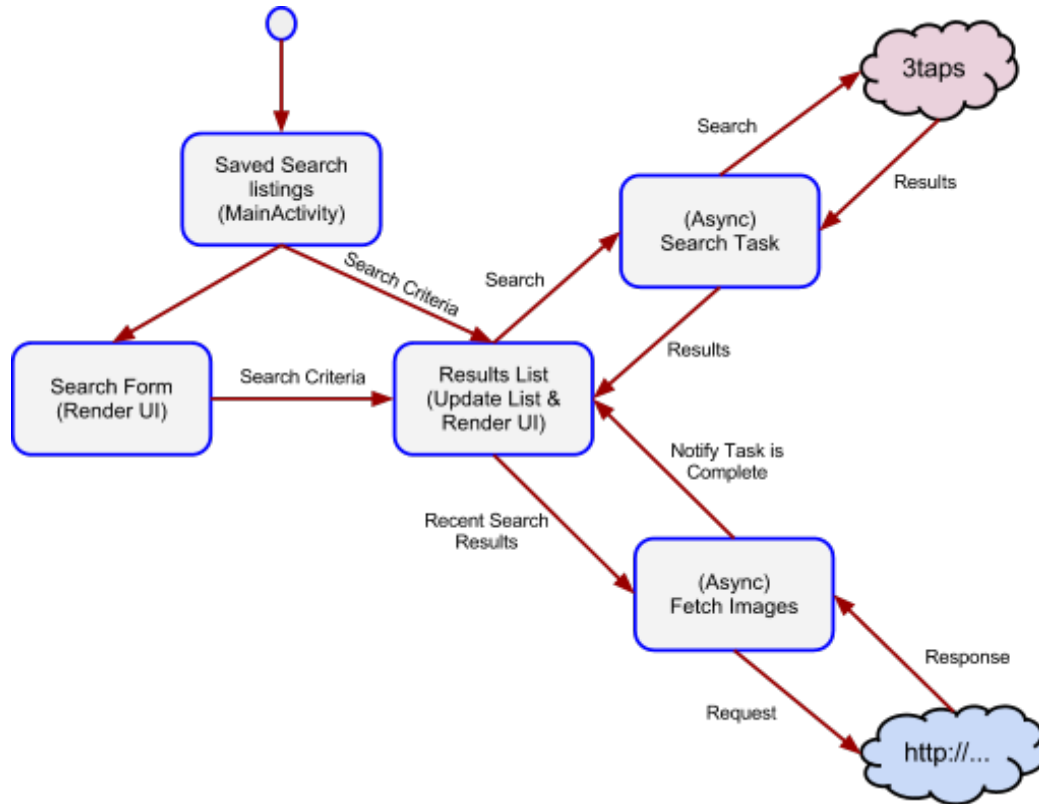 3taps
Search
Saved Search
listings
(MainActivity)
Results
(Async)
Search Task
Search Criteria
Search
Results
Search Form
(Render UI)
Search Criteria
Results List
(Update List &
Render UI)
Notify Task is
Complete
Recent Search
Results
(Async)
Fetch Images
Response
Request
http://...